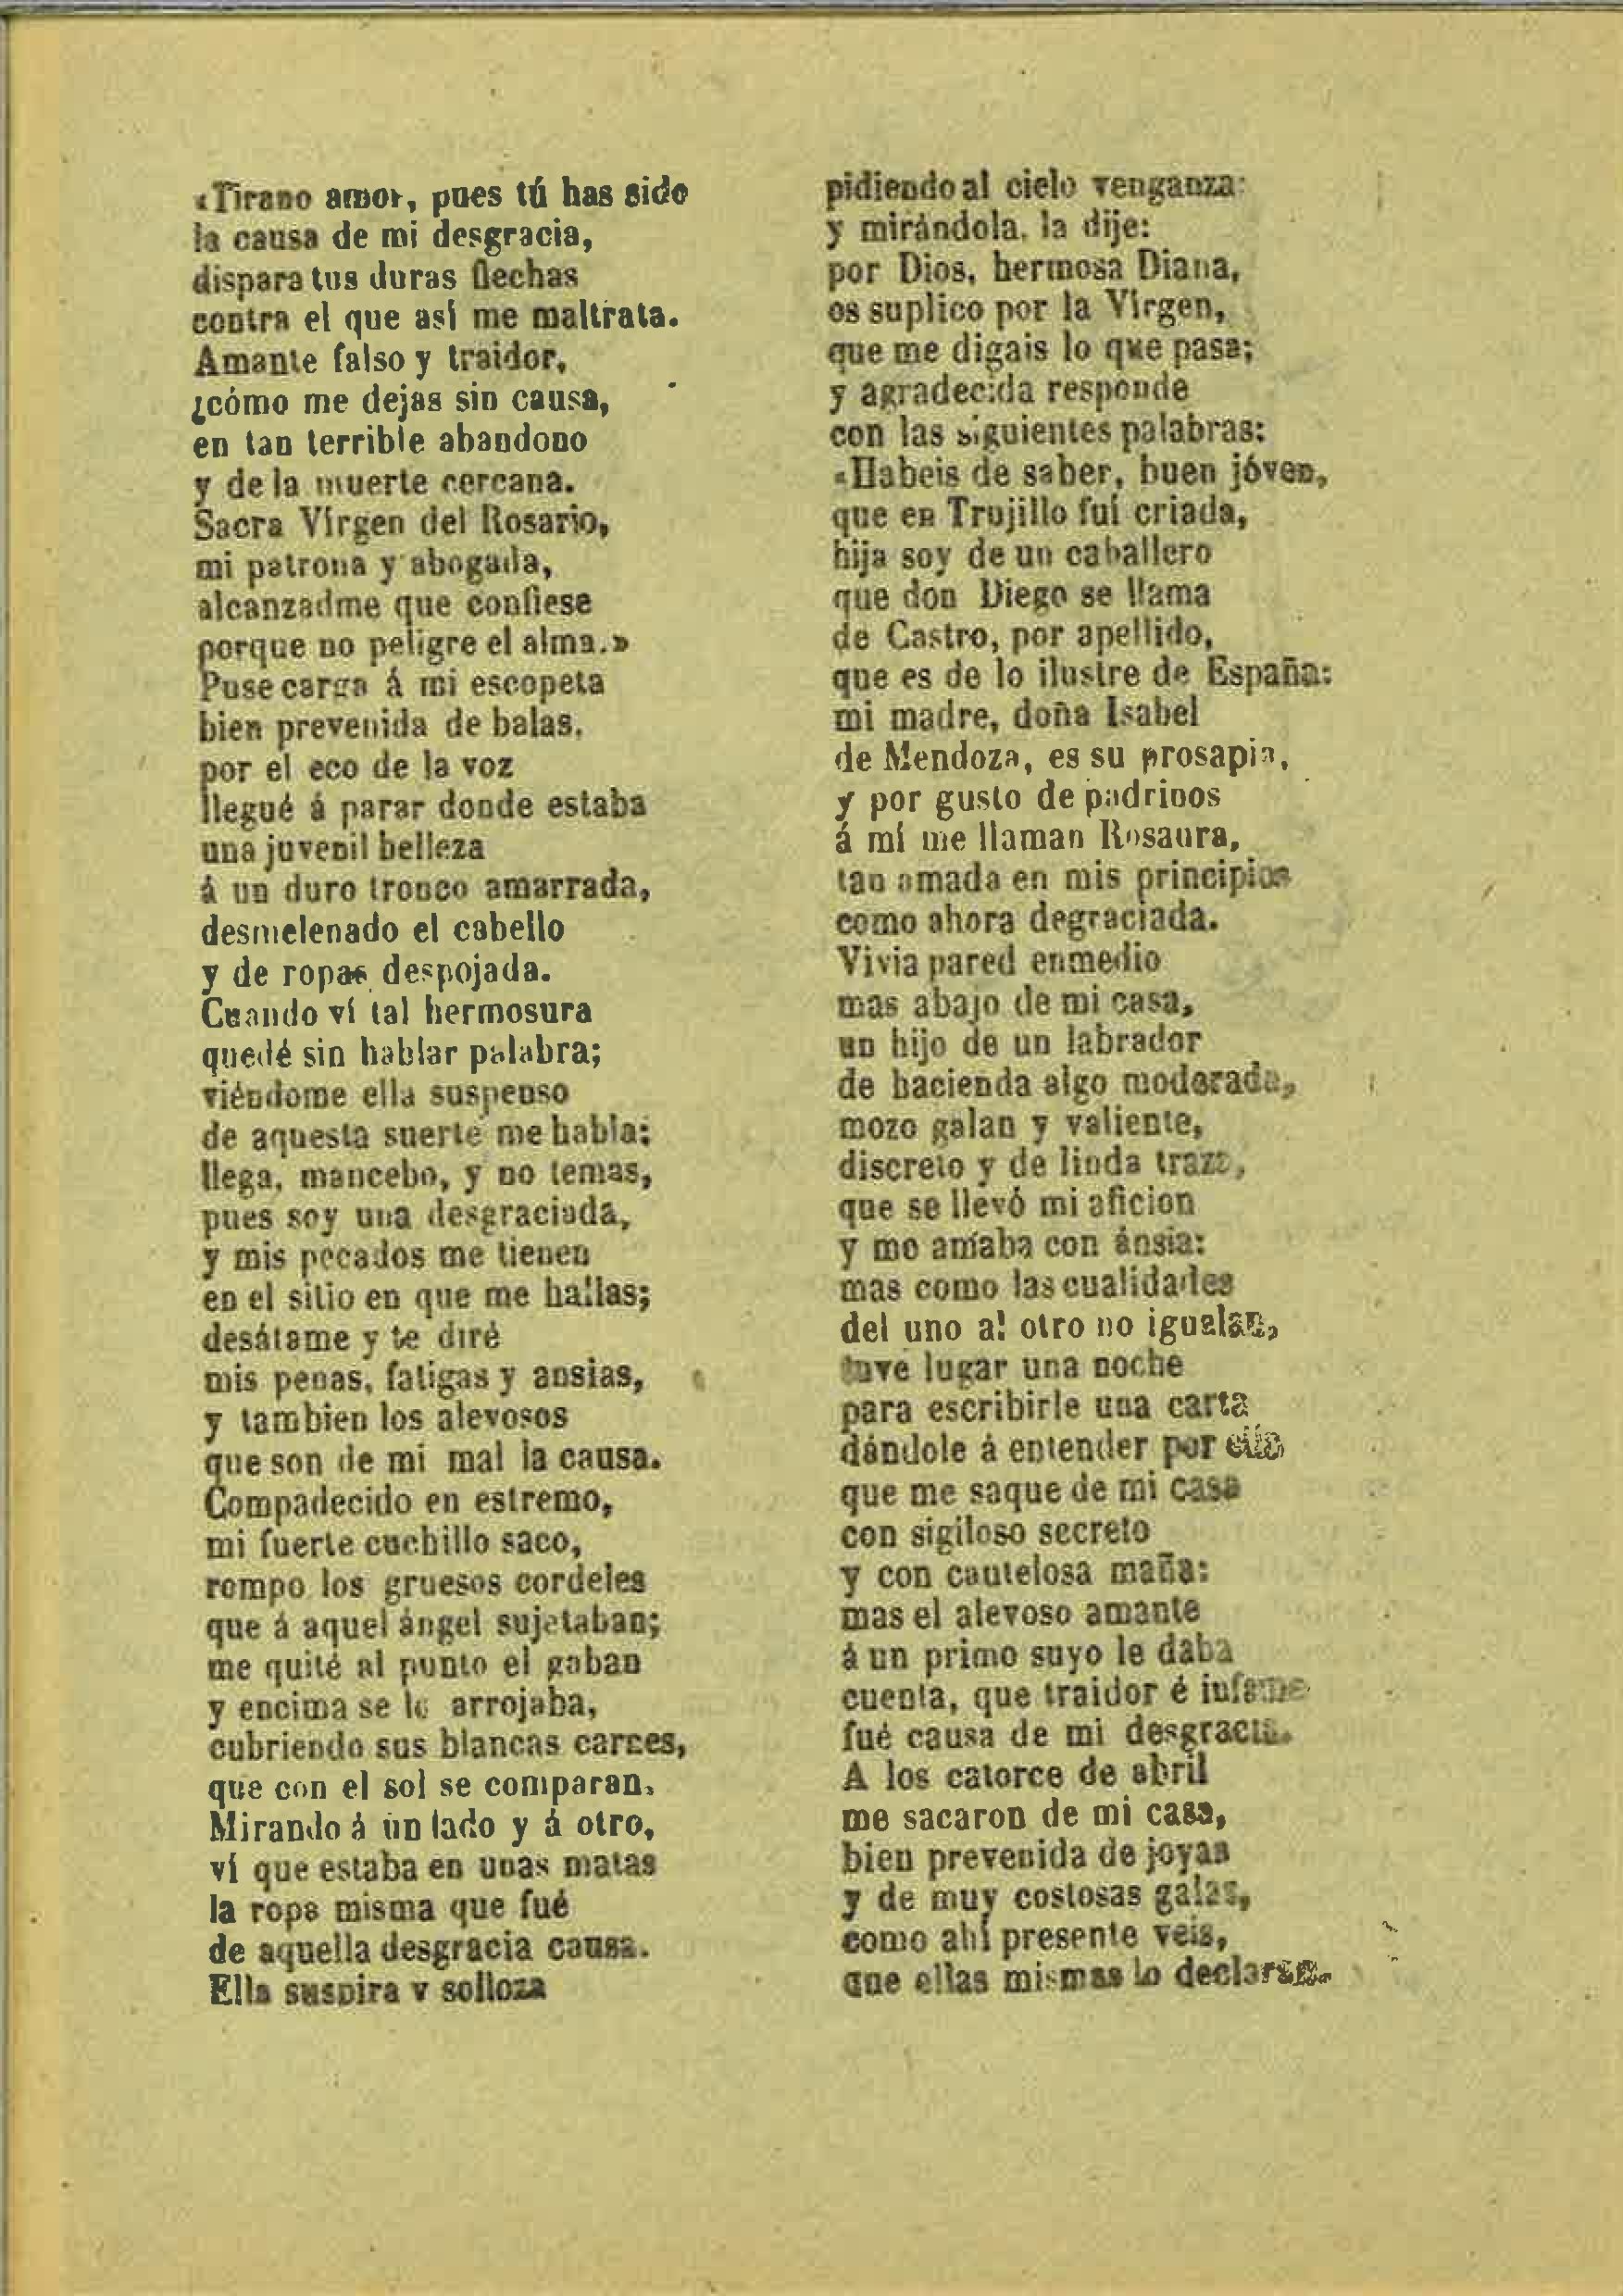 «Tirano amor, pues tú has sido
la causa de mi desgracia,
dispara tus duras flechas
contra el que así me maltrata.
Amante falso y traidor,
¿cómo me dejas sin causa,
en tan terrible abandono
y de la muerte cercana.
Sacra Vírgen del Rosario,
mi patrona y abogada,
alcanzadme que confiese
porque no peligre el alma.»
Puse carga á mi escopeta
bien prevenida de balas,
por el eco de la voz
llegué á parar donde estaba
una juvenil belleza
á un duro tronco amarrada,
desmelenado el cabello
y de ropas despojada.
Cuando ví tal hermosura
quedé sin hablar palabra;
viéndome ella suspenso
de aquesta suerte me habla:
llega, mancebo, y no temas,
pues soy una desgraciada,
y mis pecados me tienen
en el sitio en que me hallas;
desátame y te diré
mis penas, fatigas y ansias,
y tambien los alevosos
que son de mi mal la causa.
Compadecido en estremo,
mi fuerte cuchillo saco,
rompo los gruesos cordeles
que á aquel ángel sujetaban;
me quité al punto el gaban
y encima se le arrojaba,
cubriendo sus blancas carnes,
que con el sol se comparan.
Mirando á un lado y á otro,
ví que estaba en unas matas
la ropa misma que fué
de aquella desgracia causa.
Ella suspira y solloza
pidiendo al cielo venganza:
y mirándola, la dije:
por Dios, hermosa Diana,
os suplico por la Vírgen,
que me digais lo que pasa;
y agradecida responde
con las siguientes palabras:
«Habeis de saber, buen jóven,
que en Trujillo fuí criada,
hija soy de un caballero
que don Diego se llama
de Castro, por apellido,
que es de lo ilustre de España:
mi madre, doña Isabel
de Mendoza, es su prosapia,
y por gusto de padrinos
á mí me llaman Rosaura,
tan amada en mis principios
como ahora degraciada.
Vivia pared enmedio
mas abajo de mi casa,
un hijo de un labrador
de hacienda algo moderada,
mozo galan y valiente,
discreto y de linda traza,
que se llevó mi aficion
y me amaba con ánsia:
mas como las cualidades
del uno al otro no igualan,
tuve lugar una noche
para escribirle una carta
dándole á entender por ella
que me saque de mi casa
con sigiloso secreto
y con cautelosa maña:
mas el alevoso amante
á un primo suyo le daba
cuenta, que traidor é infame
fué causa de mi desgracia.
A los catorce de abril
me sacaron de mi casa,
bien prevenida de joyas
y de muy costosas galas,
como ahí presente veis,
que ellas mismas lo declaran.